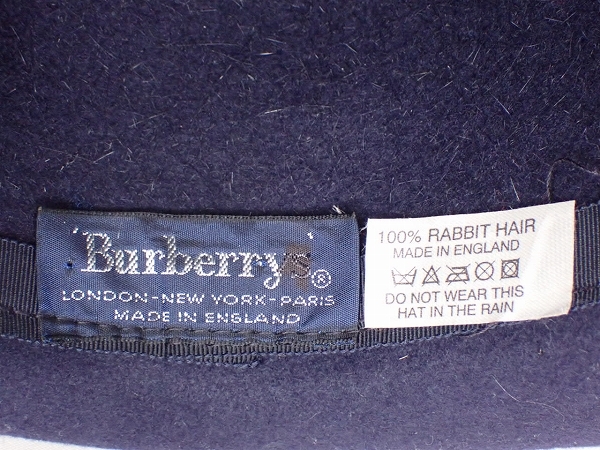 Burberrys®
LONDON-NEW YORK-PARIS
MADE IN ENGLAND
100% RABBIT HAIR
MADE IN ENGLAND
DO NOT WEAR THIS
HAT IN THE RAIN